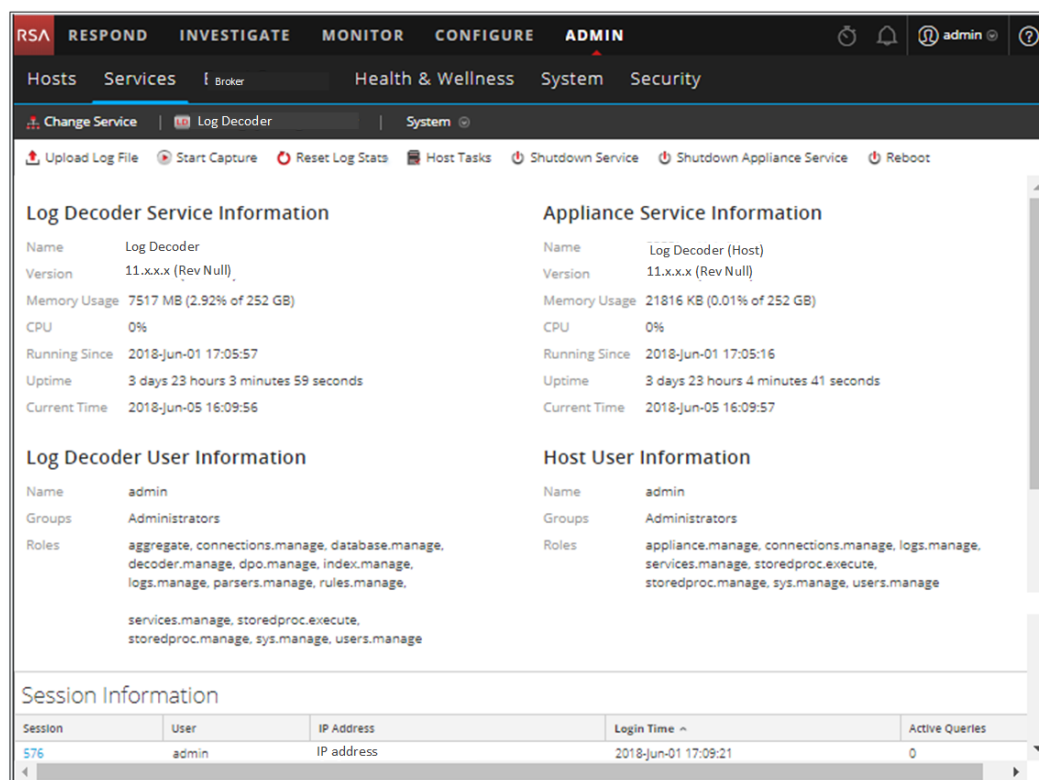 RSA RESPOND INVESTIGATE MONITOR CONFIGURE ADMIN admin
Hosts Services Broker Health & Wellness System Security
Change Service | LD Log Decoder | System
Upload Log File Start Capture Reset Log Stats Host Tasks Shutdown Service Shutdown Appliance Service Reboot
Log Decoder Service Information
Name Log Decoder
Version 11.x.x.x (Rev Null)
Memory Usage 7517 MB (2.92% of 252 GB)
CPU 0%
Running Since 2018-Jun-01 17:05:57
Uptime 3 days 23 hours 3 minutes 59 seconds
Current Time 2018-Jun-05 16:09:56
Appliance Service Information
Name Log Decoder (Host)
Version 11.x.x.x (Rev Null)
Memory Usage 21816 KB (0.01% of 252 GB)
CPU 0%
Running Since 2018-Jun-01 17:05:16
Uptime 3 days 23 hours 4 minutes 41 seconds
Current Time 2018-Jun-05 16:09:57
Log Decoder User Information
Name admin
Groups Administrators
Roles aggregate, connections.manage, database.manage,
decoder.manage, dpo.manage, index.manage,
logs.manage, parsers.manage, rules.manage,
services.manage, storedproc.execute,
storedproc.manage, sys.manage, users.manage
Host User Information
Name admin
Groups Administrators
Roles appliance.manage, connections.manage, logs.manage,
services.manage, storedproc.execute,
storedproc.manage, sys.manage, users.manage
Session Information
Session User IP Address Login Time Active Queries
576 admin IP address 2018-Jun-01 17:09:21 0